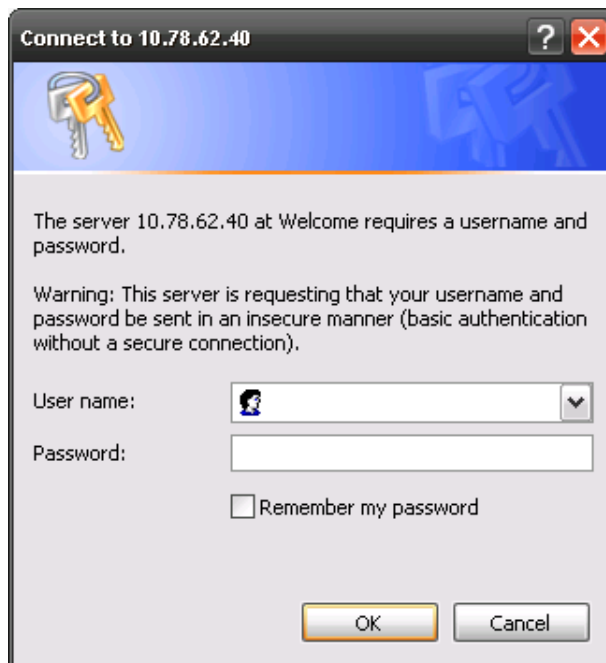 Connect to 10.78.62.40
?
The server 10.78.62.40 at Welcome requires a username and
password.
Warning: This server is requesting that your username and
password be sent in an insecure manner (basic authentication
without a secure connection).
User name:
Password:
Remember my password
OK
Cancel